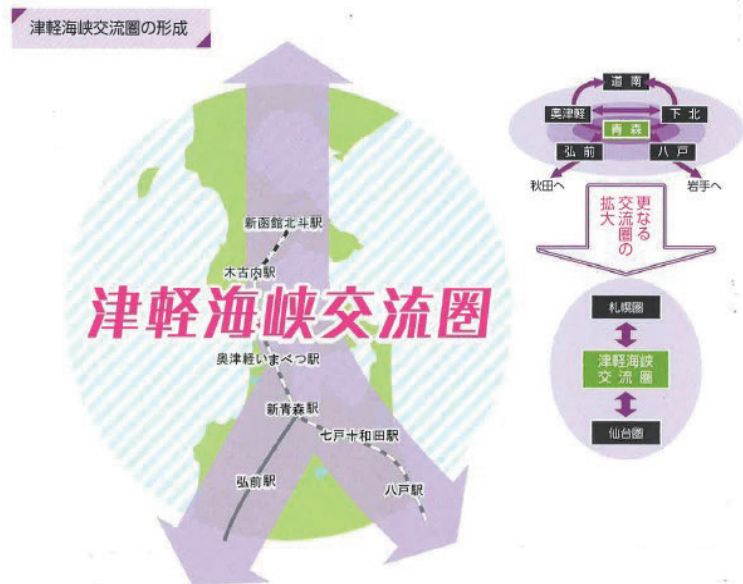 津軽海峡交流圏の形成
新函館北斗駅
木古内駅
津軽海峡交流圏
奥津軽いまべつ駅
新青森駅
七戸十和田駅
弘前駅
八戸駅
道南
奥津軽
下北
青森
弘前
八戸
秋田へ
岩手へ
更なる
交流圏の
拡大
札幌圏
津軽海峡
交流圏
仙台圏